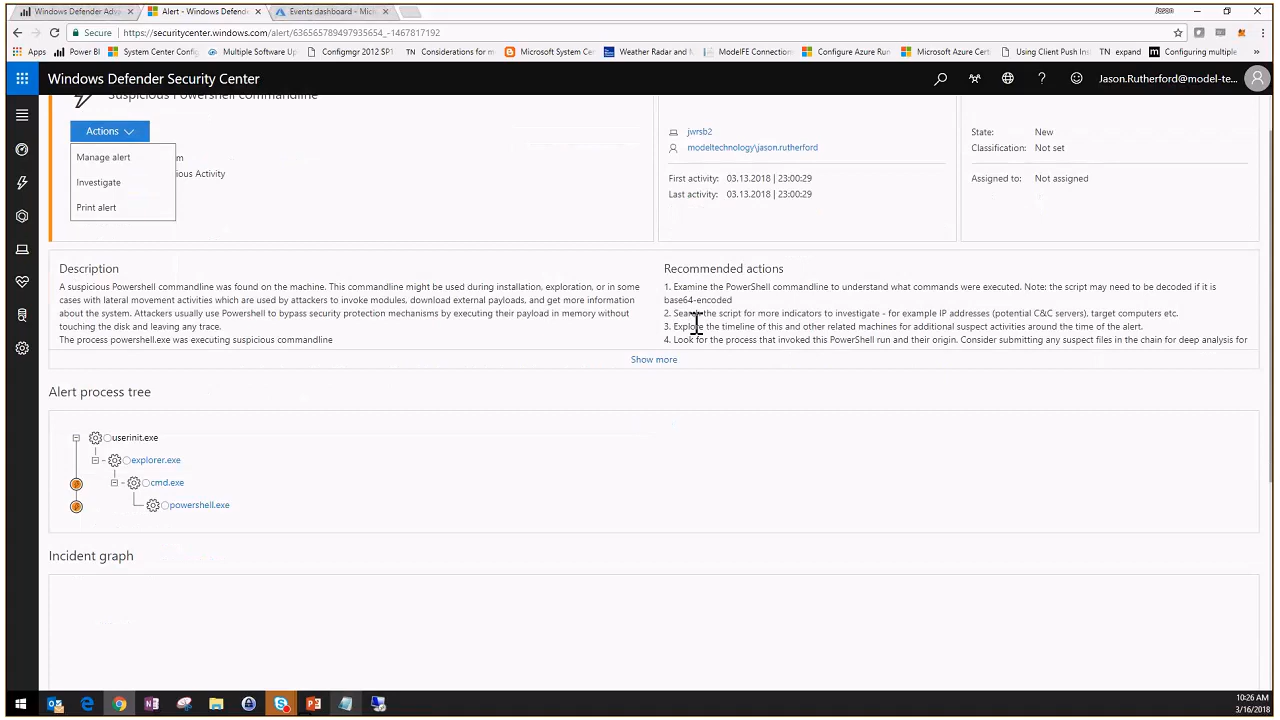 Windows Defender Adva
Alert - Windows Defende
Events dashboard - Micro
Jason
Secure
https://securitycenter.windows.com/alert/636565789497935654_-1467817192
Apps
Power BI
System Center Confi
Multiple Software Up
Configmgr 2012 SP1
TN Considerations for E
Microsoft System Cen
Weather Radar and M
ModelFE Connection
Configure Azure Run
Microsoft Azure Certi
Using Client Push Inst
TN expand
Configuring multiple
»
Windows Defender Security Center
?
Jason.Rutherford@model-te...
Suspicious Powershell commandline
Actions
Manage alert
Investigate
Print alert
m
ious Activity
jwrsb2
modeltechnology\jason.rutherford
First activity: 03.13.2018 | 23:00:29
Last activity: 03.13.2018 | 23:00:29
State: New
Classification: Not set
Assigned to: Not assigned
Description
A suspicious Powershell commandline was found on the machine. This commandline might be used during installation, exploration, or in some
cases with lateral movement activities which are used by attackers to invoke modules, download external payloads, and get more information
about the system. Attackers usually use Powershell to bypass security protection mechanisms by executing their payload in memory without
touching the disk and leaving any trace.
The process powershell.exe was executing suspicious commandline
Recommended actions
1. Examine the PowerShell commandline to understand what commands were executed. Note: the script may need to be decoded if it is
base64-encoded
2. Search the script for more indicators to investigate - for example IP addresses (potential C&C servers), target computers etc.
3. Explore the timeline of this and other related machines for additional suspect activities around the time of the alert.
4. Look for the process that invoked this PowerShell run and their origin. Consider submitting any suspect files in the chain for deep analysis for
Show more
Alert process tree
userinit.exe
explorer.exe
cmd.exe
powershell.exe
Incident graph
10:26 AM
3/16/2018